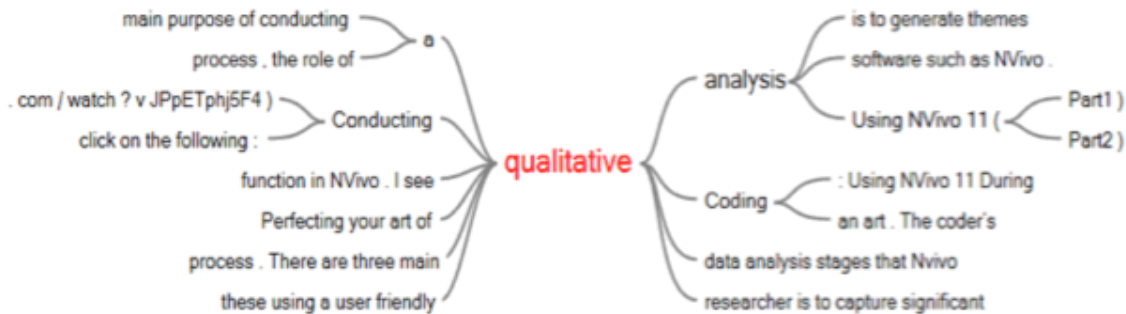 main purpose of conducting
process . the role of
a
. com / watch ? v JPpETphj5F4 )
click on the following :
Conducting
function in NVivo . I see
Perfecting your art of
process . There are three main
these using a user friendly
qualitative
analysis
is to generate themes
software such as NVivo .
Using NVivo 11 (
Part1 )
Part2 )
Coding
: Using NVivo 11 During
an art . The coder's
data analysis stages that Nvivo
researcher is to capture significant